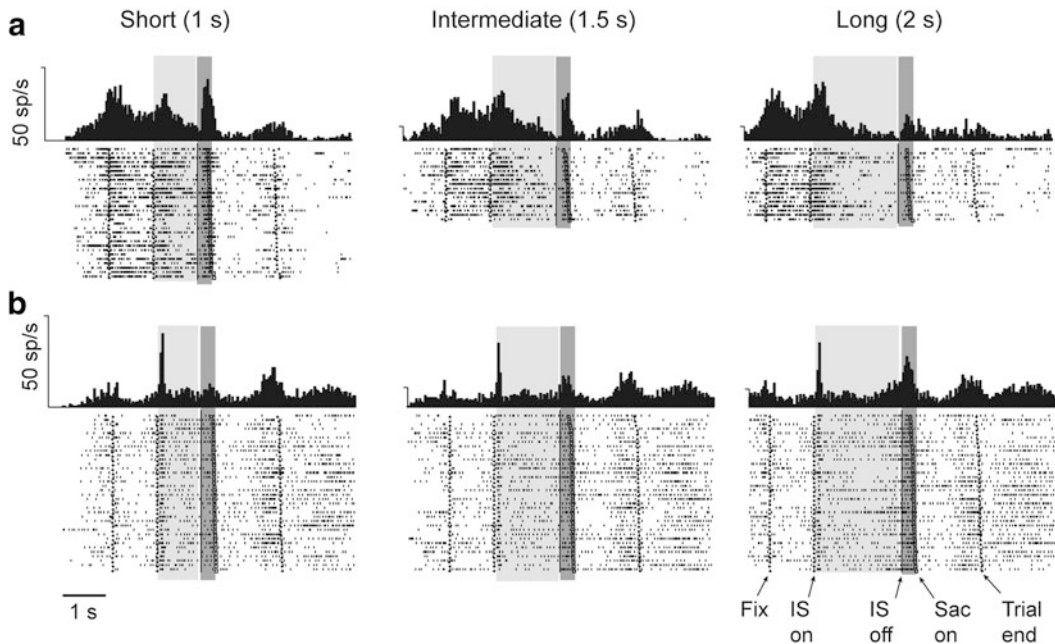 a
Short (1 s)
Intermediate (1.5 s)
Long (2 s)
50 sp/s
b
50 sp/s
1 s
Fix
IS on
IS off
Sac on
Trial end